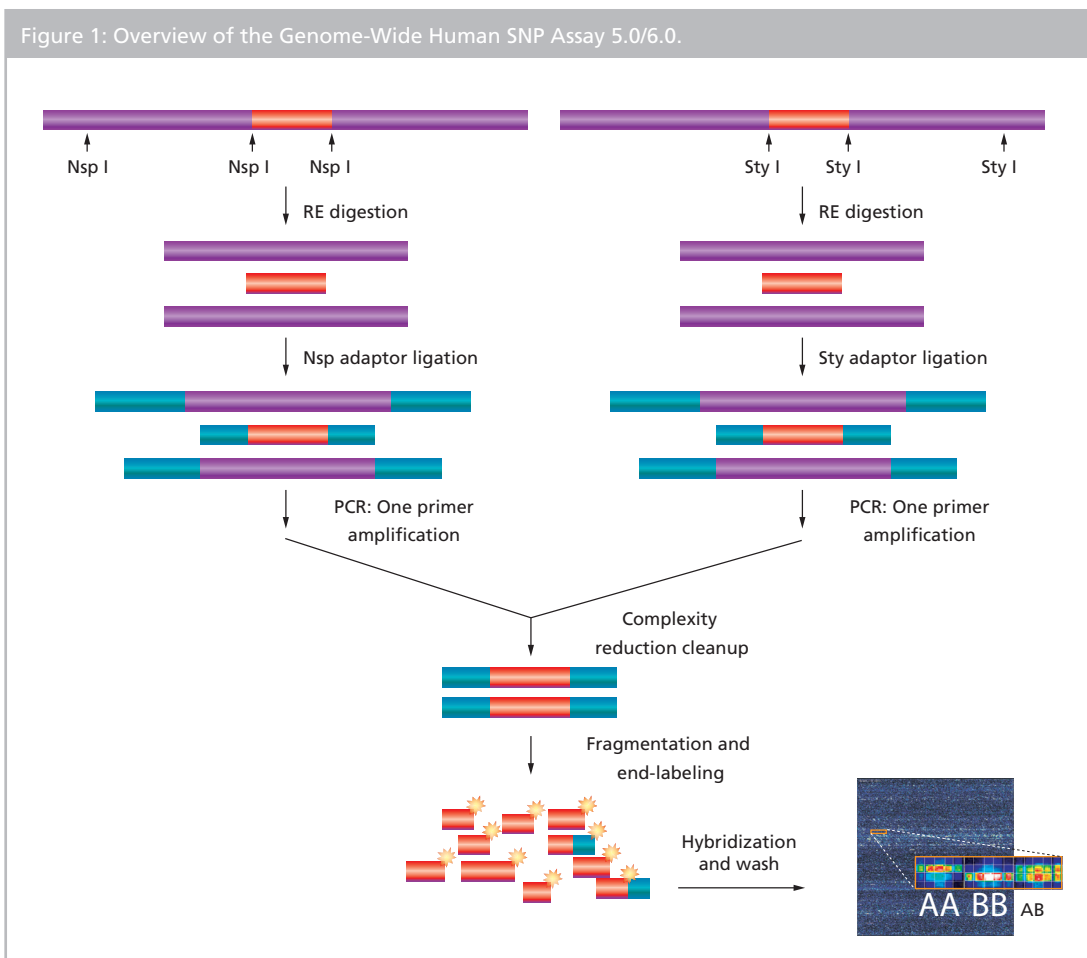 Figure 1: Overview of the Genome-Wide Human SNP Assay 5.0/6.0.
Nsp I
Nsp I
Nsp I
Sty I
Sty I
Sty I
RE digestion
RE digestion
Nsp adaptor ligation
Sty adaptor ligation
PCR: One primer
amplification
PCR: One primer
amplification
Complexity
reduction cleanup
Fragmentation and
end-labeling
Hybridization
and wash
AA
BB
AB